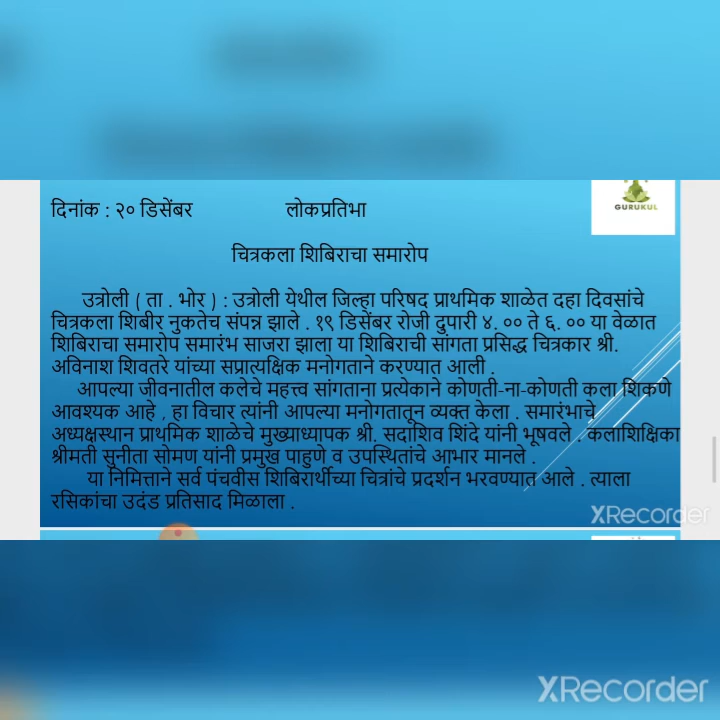 दिनांक : २० डिसेंबर लोकप्रतिभा
GURUKUL
चित्रकला शिबिराचा समारोप
उत्रोली ( ता . भोर ) : उत्रोली येथील जिल्हा परिषद प्राथमिक शाळेत दहा दिवसांचे
चित्रकला शिबीर नुकतेच संपन्न झाले . १९ डिसेंबर रोजी दुपारी ४. ०० ते ६. ०० या वेळात
शिबिराचा समारोप समारंभ साजरा झाला या शिबिराची सांगता प्रसिद्ध चित्रकार श्री.
अविनाश शिवतरे यांच्या सप्रात्यक्षिक मनोगताने करण्यात आली .
आपल्या जीवनातील कलेचे महत्त्व सांगताना प्रत्येकाने कोणती-ना-कोणती कला शिकणे
आवश्यक आहे , हा विचार त्यांनी आपल्या मनोगतातून व्यक्त केला . समारंभाचे
अध्यक्षस्थान प्राथमिक शाळेचे मुख्याध्यापक श्री. सदाशिव शिंदे यांनी भूषवले . कलाशिक्षिका
श्रीमती सुनीता सोमण यांनी प्रमुख पाहुणे व उपस्थितांचे आभार मानले .
या निमित्ताने सर्व पंचवीस शिबिरार्थीच्या चित्रांचे प्रदर्शन भरवण्यात आले . त्याला
रसिकांचा उदंड प्रतिसाद मिळाला .
XRecorder
XRecorder